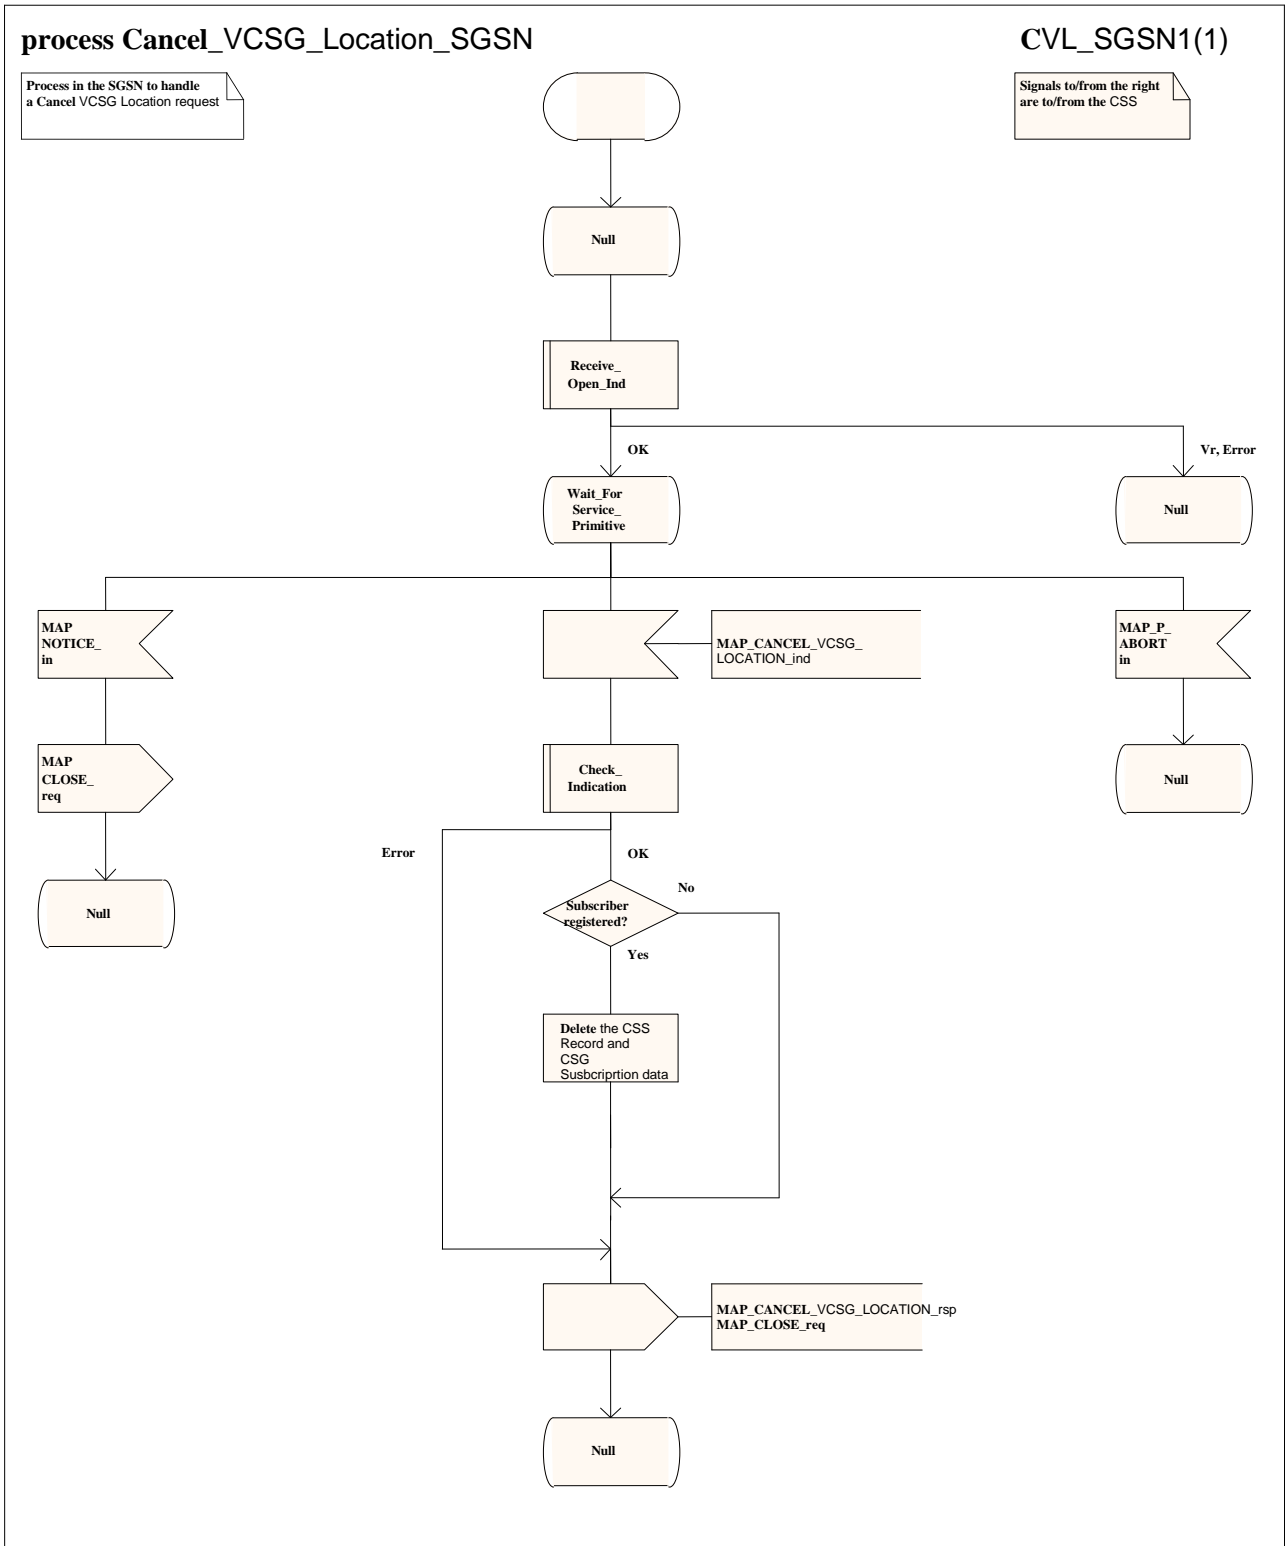 process Cancel_VCSG_Location_SGSN
CVL_SGSN1(1)
Process in the SGSN to handle
a Cancel VCSG Location request
Signals to/from the right
are to/from the CSS
Null
Receive_
Open_Ind
OK
Vr, Error
Wait_For
Service_
Primitive
Null
MAP
NOTICE_
in
MAP_CANCEL_VCSG_
LOCATION_ind
MAP_P_
ABORT
in
MAP
CLOSE_
req
Check_
Indication
Null
Error
OK
No
Null
Subscriber
registered?
Yes
Delete the CSS
Record and
CSG
Susbcriprtion data
MAP_CANCEL_VCSG_LOCATION_rsp
MAP_CLOSE_req
Null